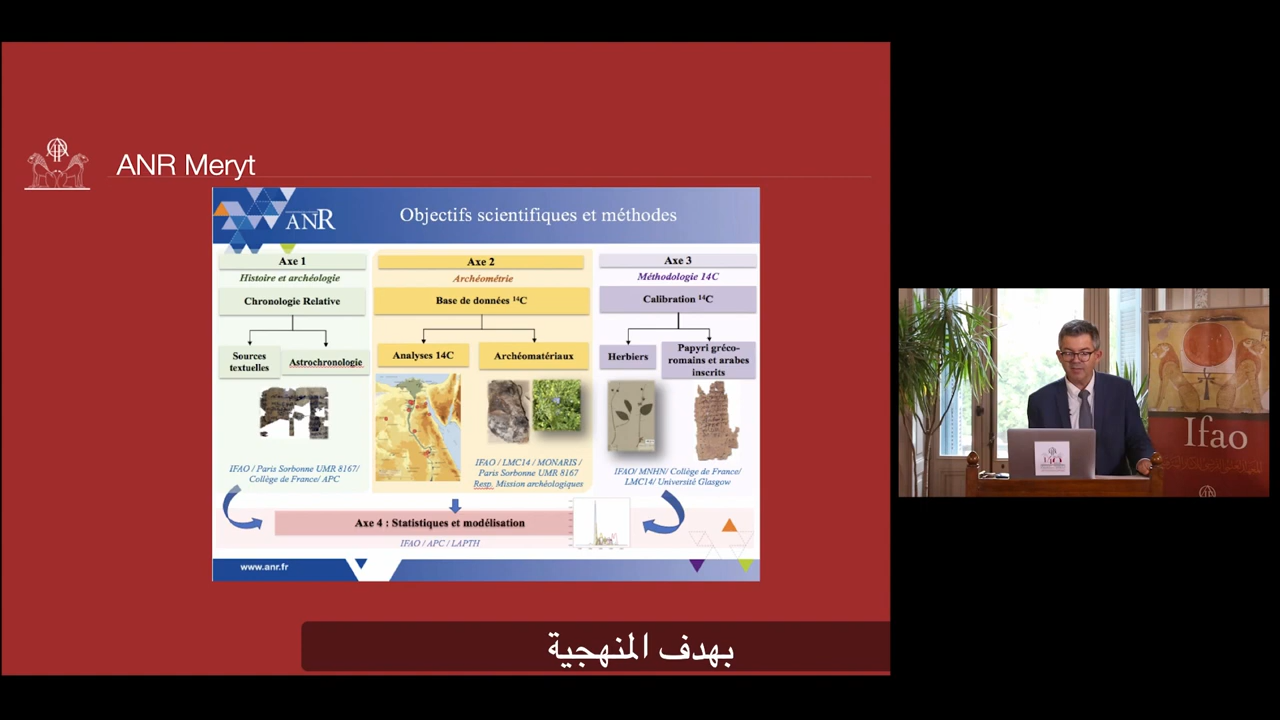 ANR Meryt
ANR
Objectifs scientifiques et méthodes
Axe 1
Histoire et archéologie
Chronologie Relative
Sources
textuelles
Astrochronologie
IFAO / Paris Sorbonne UMR 8167/
Collège de France/ APC
Axe 2
Archéométrie
Base de données ¹⁴C
Analyses 14C
Archéomatériaux
IFAO / LMC14 / MONARIS /
Paris Sorbonne UMR 8167
Resp. Mission archéologiques
Axe 3
Méthodologie 14C
Calibration ¹⁴C
Herbiers
Papyri gréco-
romains et arabes
inscrits
IFAO/ MNHN/ Collège de France/
LMC14/ Université Glasgow
Axe 4 : Statistiques et modélisation
IFAO / APC / LAPTH
www.anr.fr
Ifao
140
بهدف المنهجية